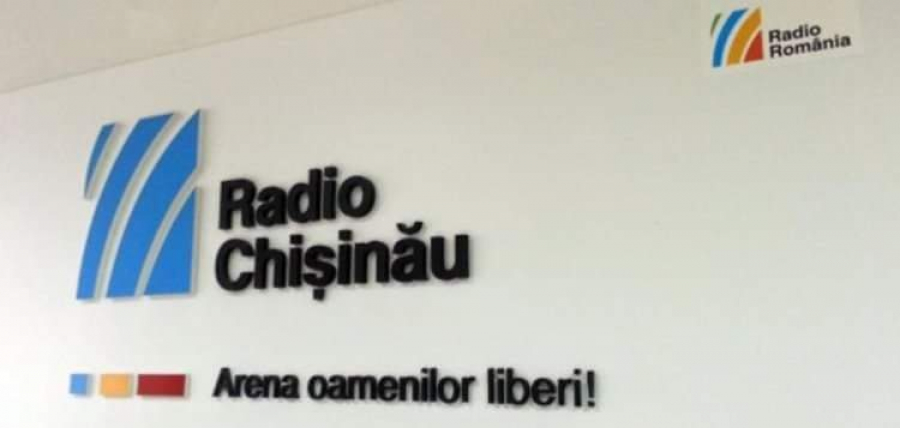 Radio
România
Radio
Chișinău
Arena oamenilor liberi!